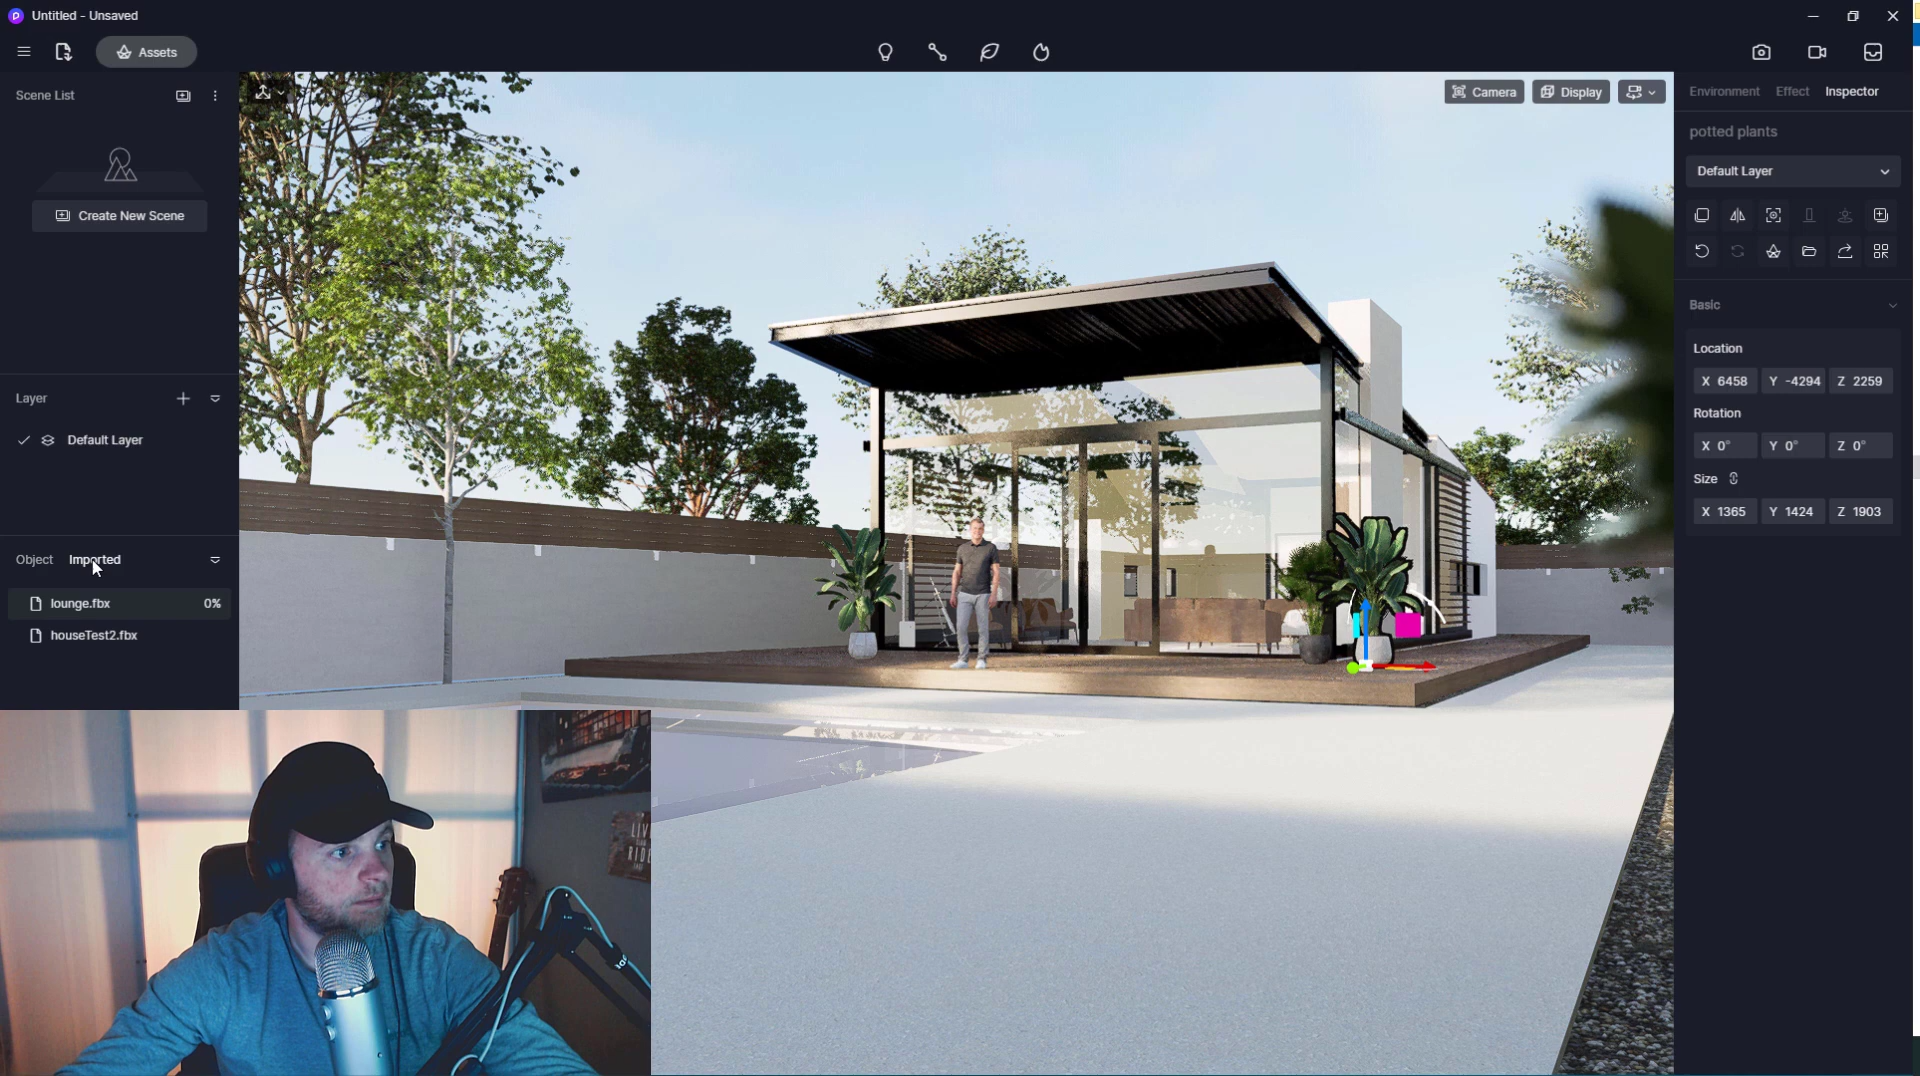 Untitled - Unsaved
Assets
Scene List
Create New Scene
Layer
Default Layer
Object Imported
lounge.fbx 0%
houseTest2.fbx
Camera Display
Environment Effect Inspector
potted plants
Default Layer
Basic
Location
X 6458 Y -4294 Z 2259
Rotation
X 0° Y 0° Z 0°
Size
X 1365 Y 1424 Z 1903
LIV
RIDE